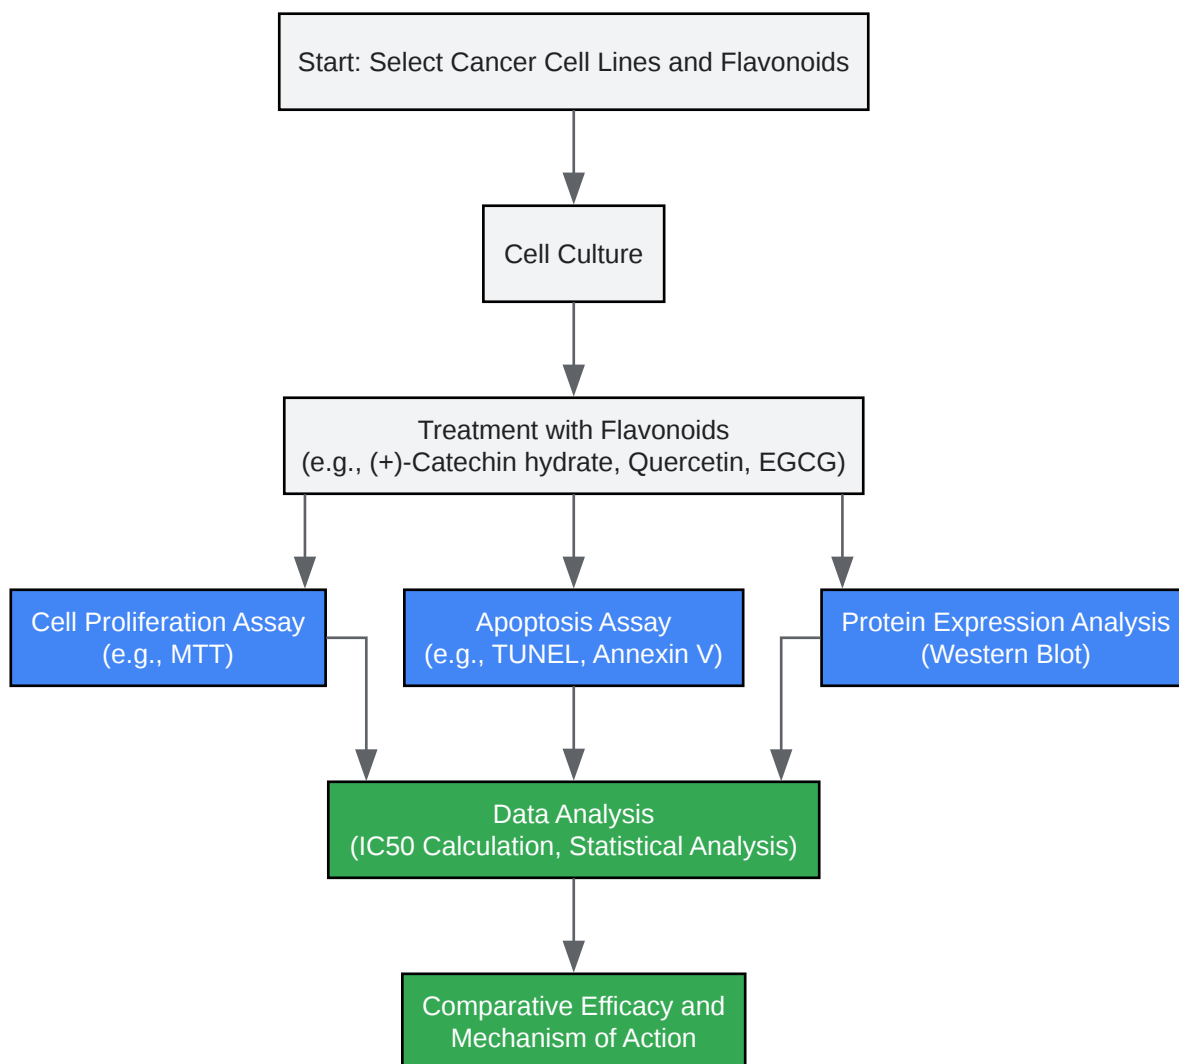 Start: Select Cancer Cell Lines and Flavonoids
Cell Culture
Treatment with Flavonoids
(e.g., (+)-Catechin hydrate, Quercetin, EGCG)
Cell Proliferation Assay
(e.g., MTT)
Apoptosis Assay
(e.g., TUNEL, Annexin V)
Protein Expression Analysis
(Western Blot)
Data Analysis
(IC50 Calculation, Statistical Analysis)
Comparative Efficacy and
Mechanism of Action